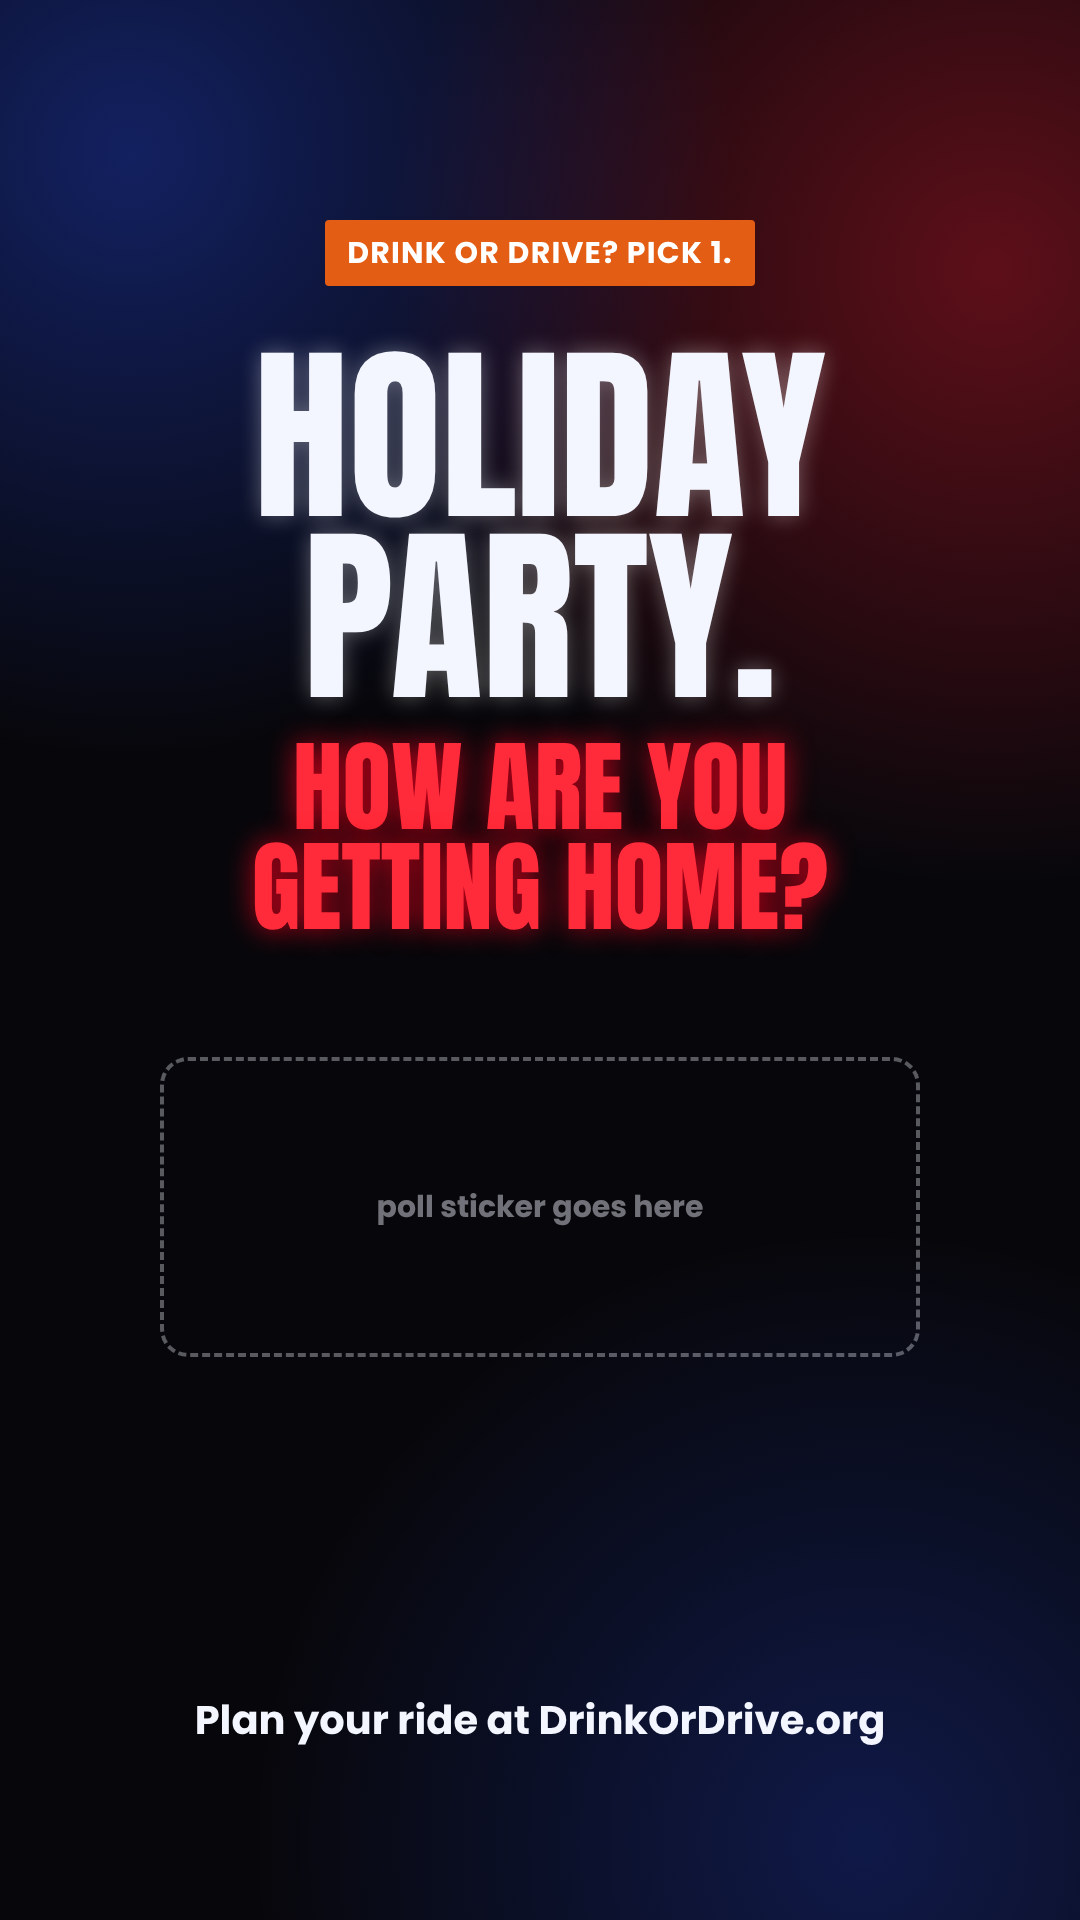 DRINK OR DRIVE? PICK 1.
HOLIDAY
PARTY.
HOW ARE YOU
GETTING HOME?
poll sticker goes here
Plan your ride at DrinkOrDrive.org